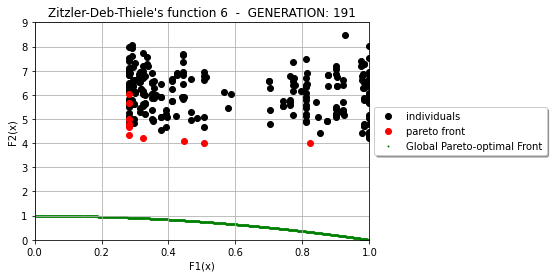 Zitzler-Deb-Thiele's function 6 - GENERATION: 191
9
8
7
6
5
4
3
2
1
0
F2(x)
0.0 0.2 0.4 0.6 0.8 1.0
F1(x)
individuals
pareto front
Global Pareto-optimal Front